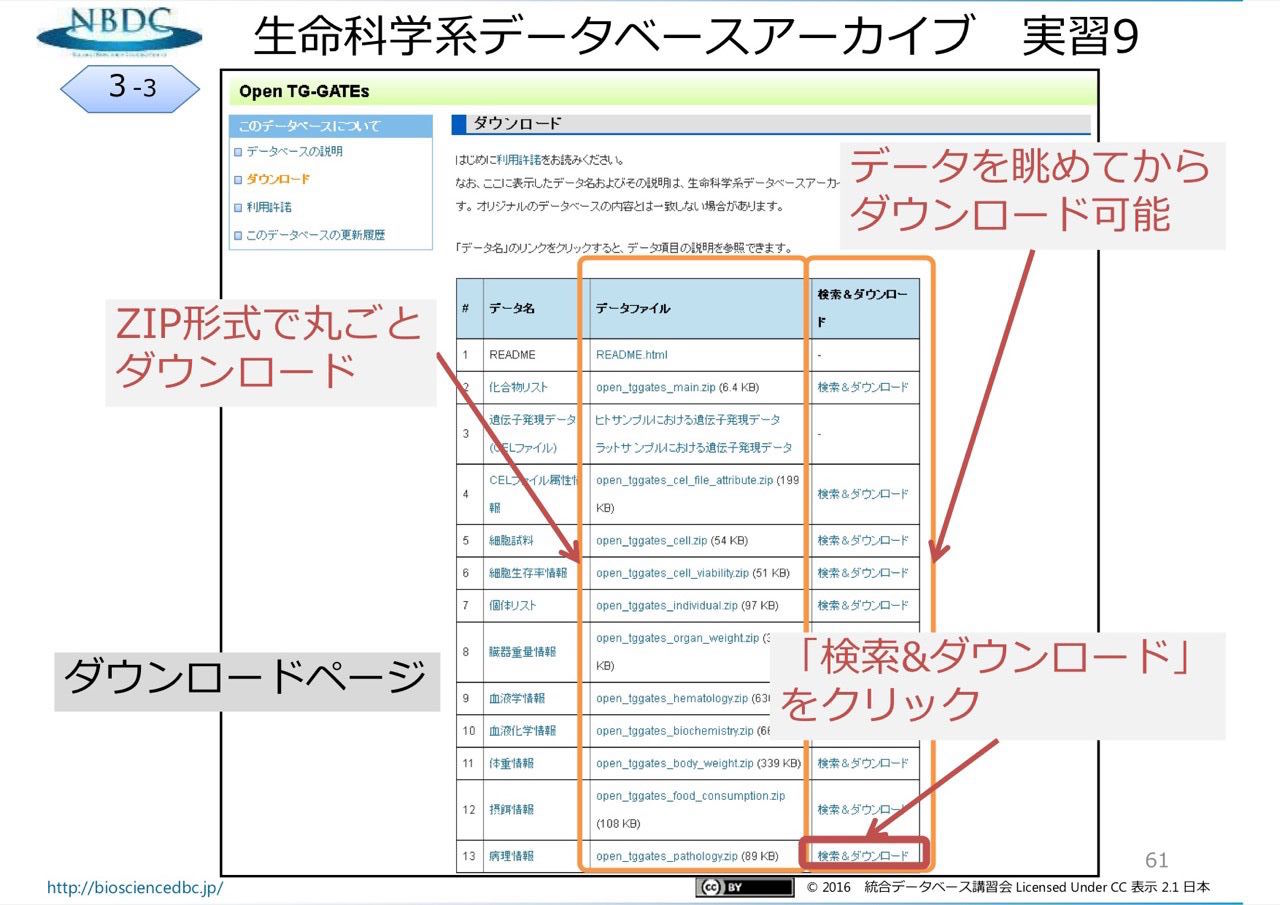 NBDC
生命科学系データベースアーカイブ　実習9
3-3
Open TG-GATEs
このデータベースについて
データベースの説明
ダウンロード
利用許諾
このデータベースの更新履歴
ダウンロード
はじめに利用許諾をお読みください。
なお、ここに表示したデータ名およびその説明は、生命科学系データベースアーカ
す。オリジナルのデータベースの内容とは一致しない場合があります。
「データ名」のリンクをクリックすると、データ項目の説明を参照できます。
データを眺めてから
ダウンロード可能
ZIP形式で丸ごと
ダウンロード
ダウンロードページ
# データ名 データファイル 検索＆ダウンロー
ド
1 README README.html -
2 化合物リスト open_tggates_main.zip (6.4 KB) 検索＆ダウンロード
3 遺伝子発現データ ヒトサンプルにおける遺伝子発現データ -
(CELファイル) ラットサンプルにおける遺伝子発現データ
4 CELファイル属性情 open_tggates_cel_file_attribute.zip (199 検索＆ダウンロード
報 KB)
5 細胞試料 open_tggates_cell.zip (54 KB) 検索＆ダウンロード
6 細胞生存率情報 open_tggates_cell_viability.zip (51 KB) 検索＆ダウンロード
7 個体リスト open_tggates_individual.zip (97 KB) 検索＆ダウンロード
8 臓器重量情報 open_tggates_organ_weight.zip (3
KB)
9 血液学情報 open_tggates_hematology.zip (63
10 血液化学情報 open_tggates_biochemistry.zip (6
11 体重情報 open_tggates_body_weight.zip (339 KB) 検索＆ダウンロード
12 摂餌情報 open_tggates_food_consumption.zip 検索＆ダウンロード
(108 KB)
13 病理情報 open_tggates_pathology.zip (89 KB) 検索＆ダウンロード
「検索&ダウンロード」
をクリック
61
http://biosciencedbc.jp/
cc BY
© 2016　統合データベース講習会 Licensed Under CC 表示 2.1 日本